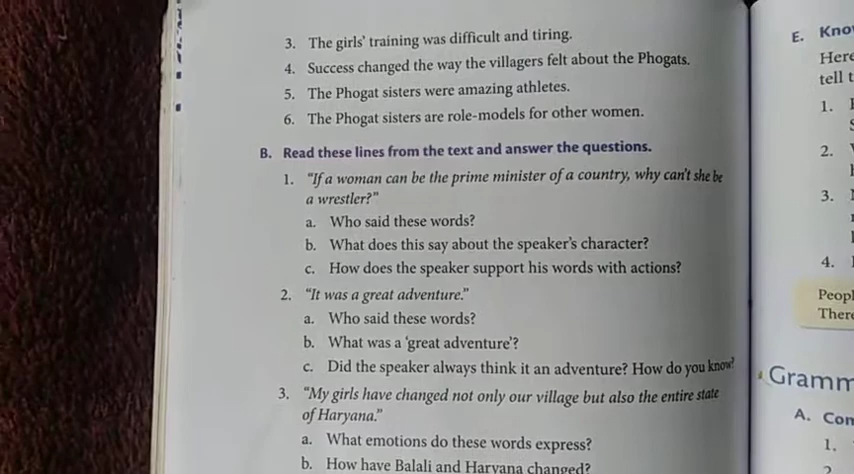 3. The girls' training was difficult and tiring.
4. Success changed the way the villagers felt about the Phogats.
5. The Phogat sisters were amazing athletes.
6. The Phogat sisters are role-models for other women.
B. Read these lines from the text and answer the questions.
1. "If a woman can be the prime minister of a country, why can't she be
a wrestler?"
a. Who said these words?
b. What does this say about the speaker's character?
c. How does the speaker support his words with actions?
2. "It was a great adventure."
a. Who said these words?
b. What was a 'great adventure'?
c. Did the speaker always think it an adventure? How do you know?
3. "My girls have changed not only our village but also the entire state
of Haryana."
a. What emotions do these words express?
b. How have Balali and Haryana changed?
E.
Here
tell t
1.
2.
3.
4.
There
Gramm
A. Con
1.